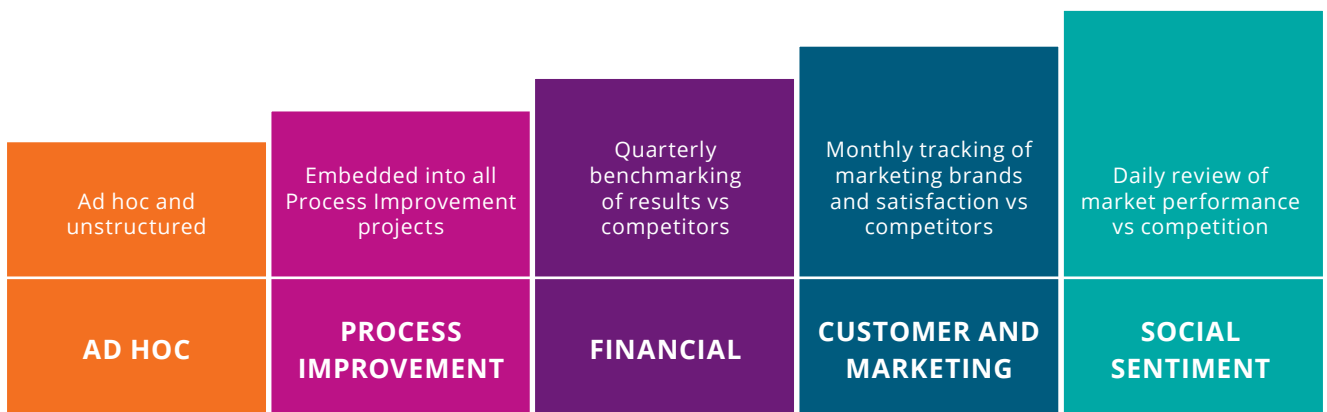 Ad hoc and
unstructured
Embedded into all
Process Improvement
projects
Quarterly
benchmarking
of results vs
competitors
Monthly tracking of
marketing brands
and satisfaction vs
competitors
Daily review of
market performance
vs competition
AD HOC
PROCESS
IMPROVEMENT
FINANCIAL
CUSTOMER AND
MARKETING
SOCIAL
SENTIMENT